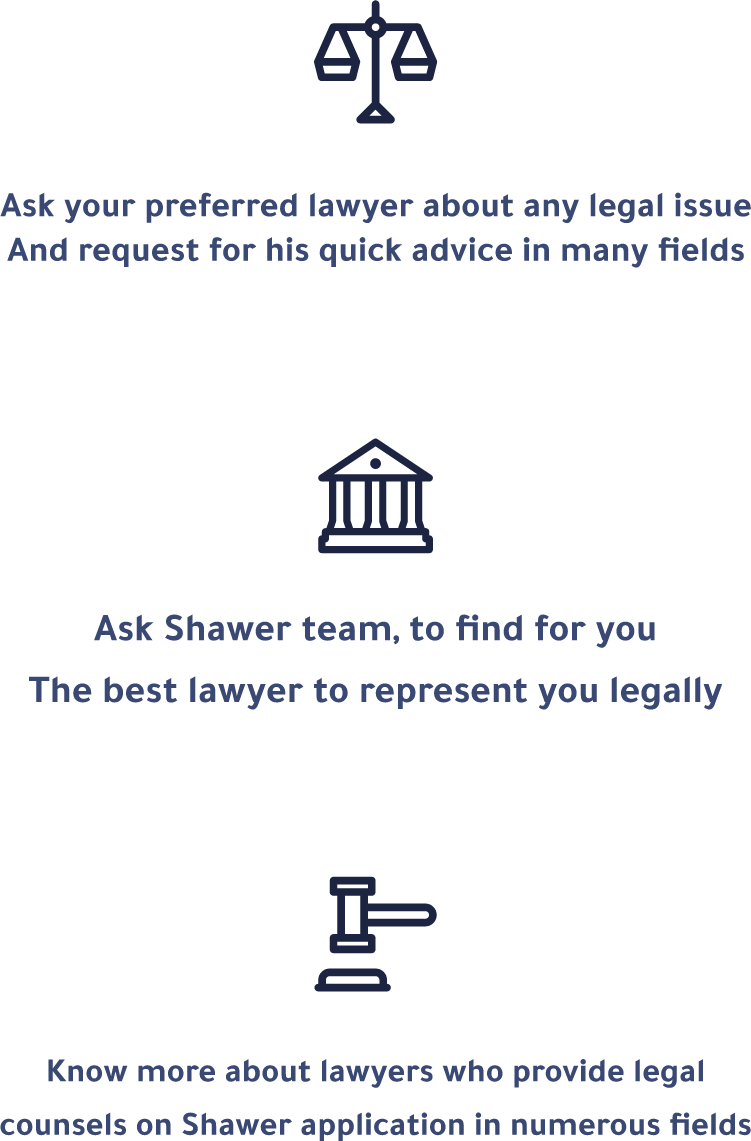 Ask your preferred lawyer about any legal issue
And request for his quick advice in many fields
Ask Shawer team, to find for you
The best lawyer to represent you legally
Know more about lawyers who provide legal
counsels on Shawer application in numerous fields